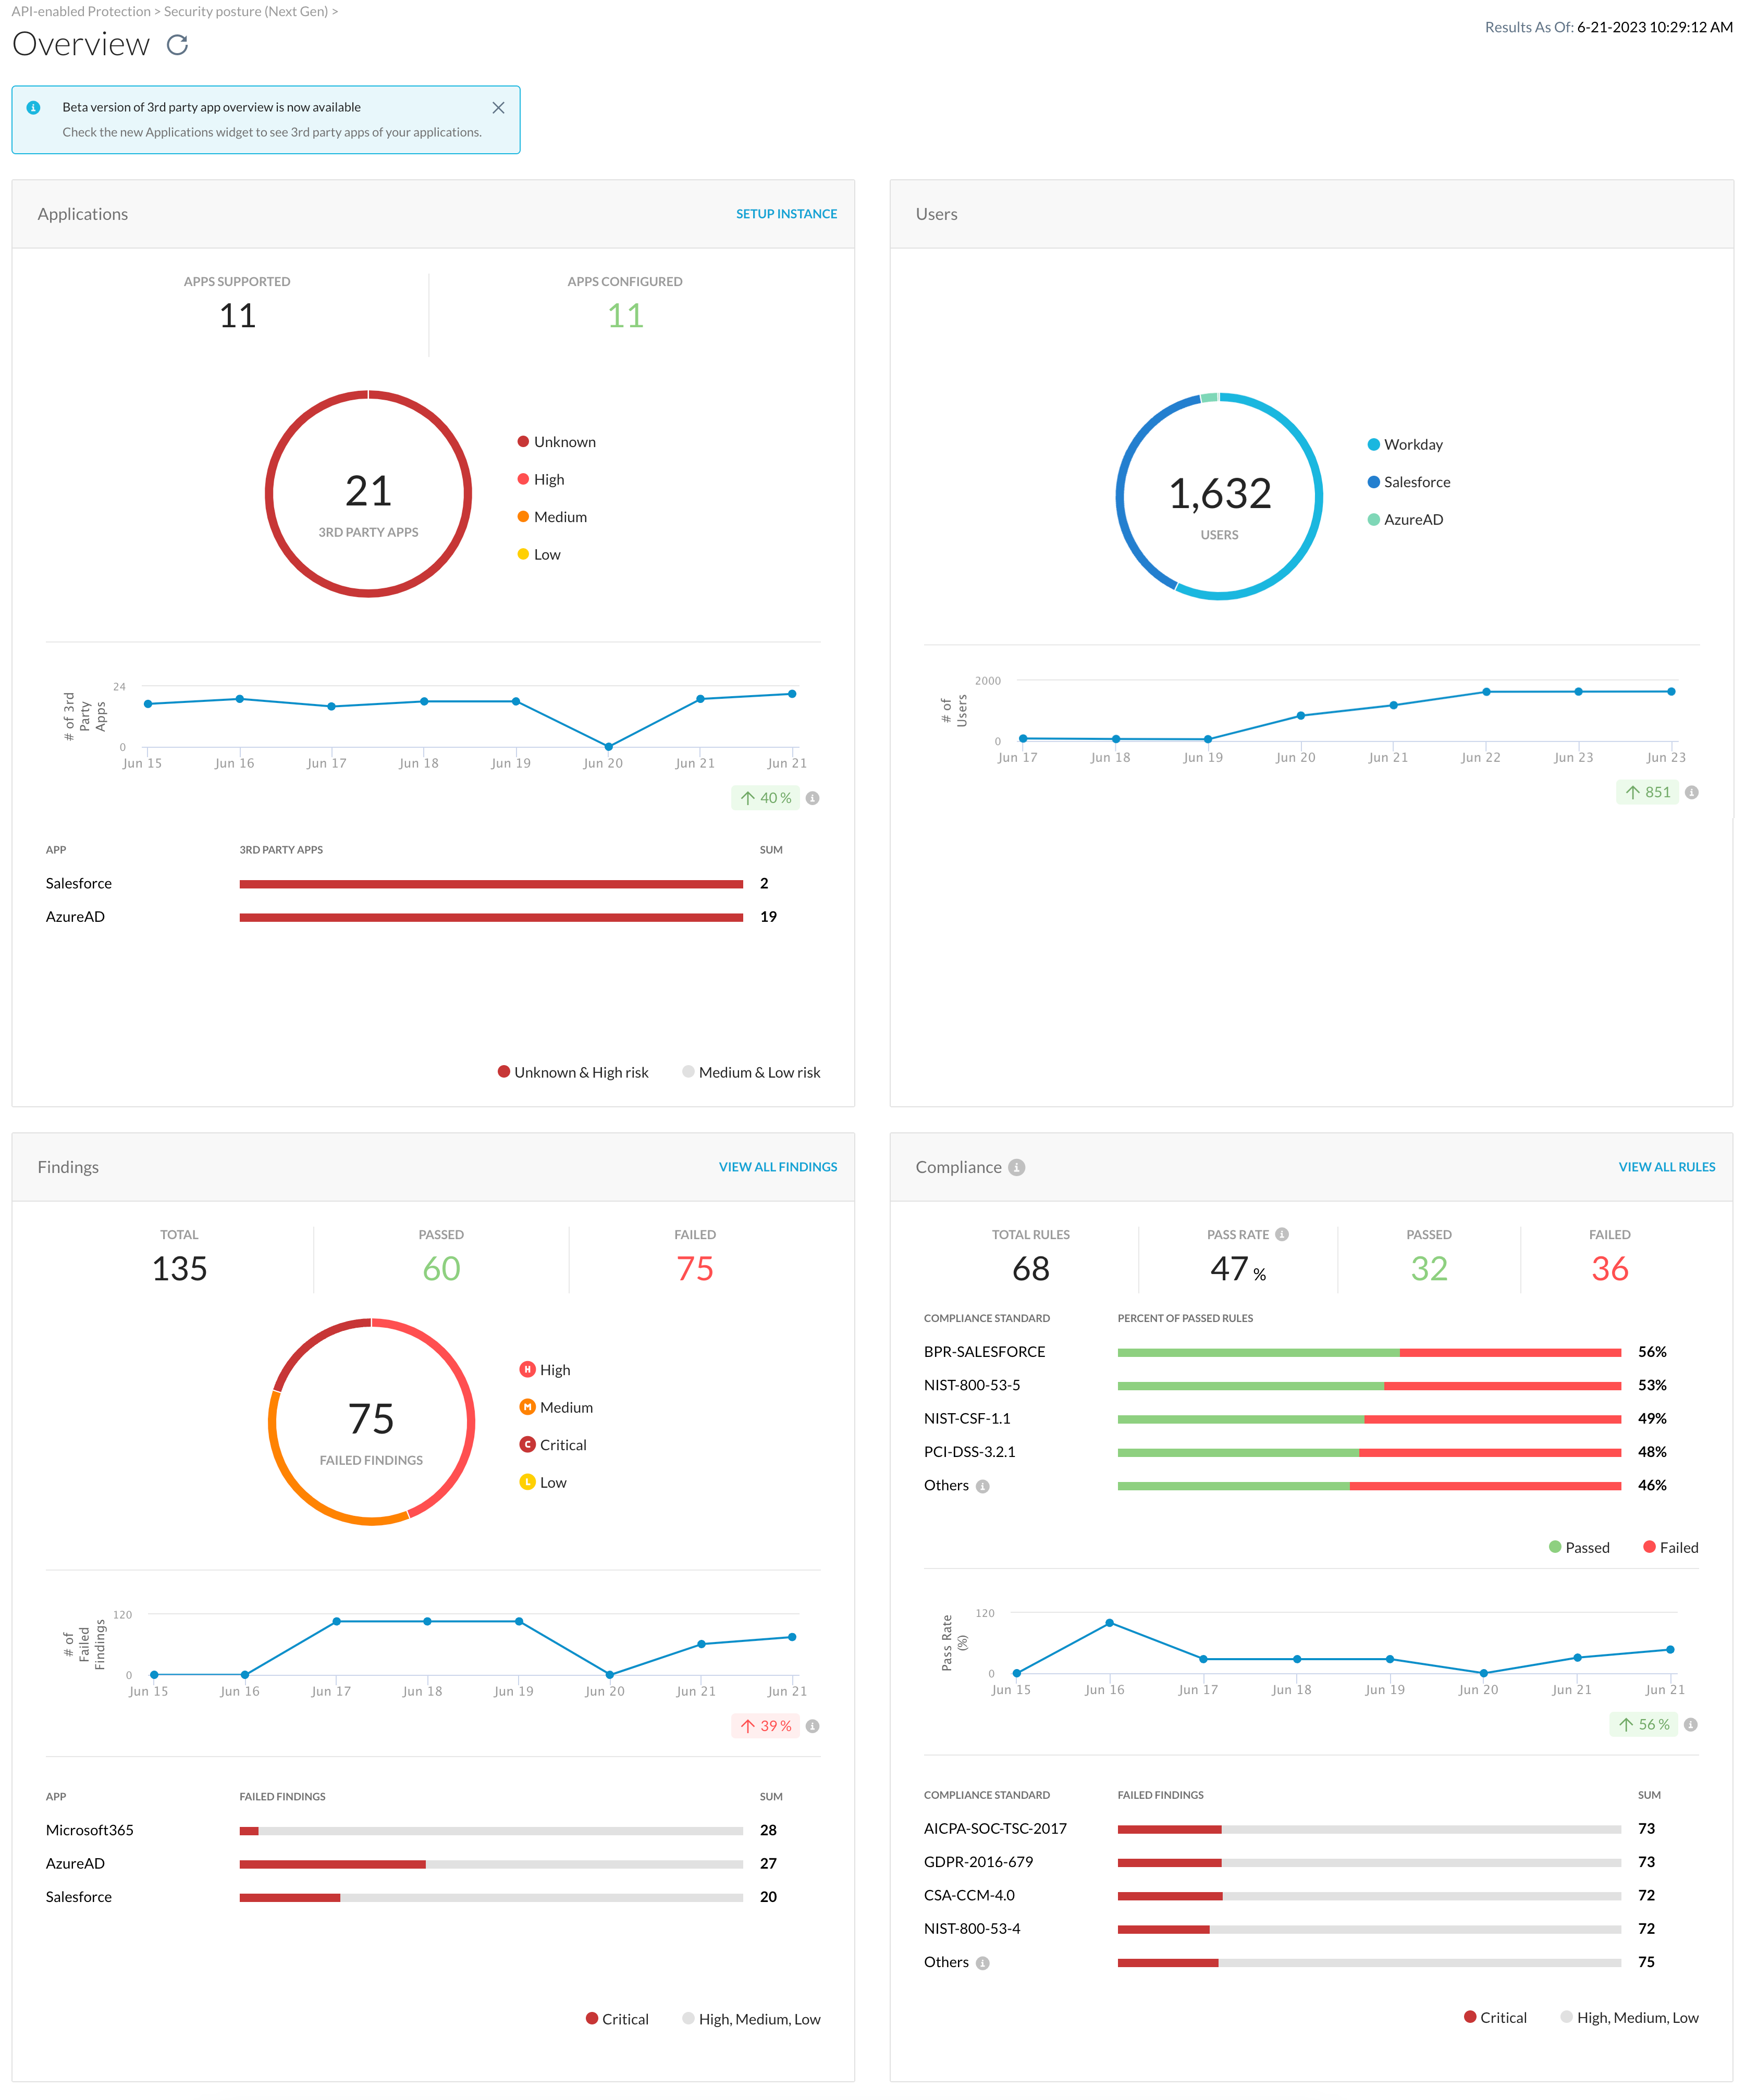 API-enabled Protection > Security posture (Next Gen) >
Overview
Results As Of: 6-21-2023 10:29:12 AM
Beta version of 3rd party app overview is now available
Check the new Applications widget to see 3rd party apps of your applications.
Applications
SETUP INSTANCE
APPS SUPPORTED
11
APPS CONFIGURED
11
21
3RD PARTY APPS
Unknown
High
Medium
Low
# of 3rd
Party
Apps
24
0
Jun 15 Jun 16 Jun 17 Jun 18 Jun 19 Jun 20 Jun 21 Jun 21
40 %
APP 3RD PARTY APPS SUM
Salesforce 2
AzureAD 19
Unknown & High risk Medium & Low risk
Users
1,632
USERS
Workday
Salesforce
AzureAD
# of
Users
2000
0
Jun 17 Jun 18 Jun 19 Jun 20 Jun 21 Jun 22 Jun 23 Jun 23
851
Findings
VIEW ALL FINDINGS
TOTAL
135
PASSED
60
FAILED
75
75
FAILED FINDINGS
H High
M Medium
C Critical
L Low
# of
Failed
Findings
120
0
Jun 15 Jun 16 Jun 17 Jun 18 Jun 19 Jun 20 Jun 21 Jun 21
39 %
APP FAILED FINDINGS SUM
Microsoft365 28
AzureAD 27
Salesforce 20
Critical High, Medium, Low
Compliance
VIEW ALL RULES
TOTAL RULES
68
PASS RATE
47 %
PASSED
32
FAILED
36
COMPLIANCE STANDARD PERCENT OF PASSED RULES
BPR-SALESFORCE 56%
NIST-800-53-5 53%
NIST-CSF-1.1 49%
PCI-DSS-3.2.1 48%
Others 46%
Passed Failed
Pass Rate
(%)
120
0
Jun 15 Jun 16 Jun 17 Jun 18 Jun 19 Jun 20 Jun 21 Jun 21
56 %
COMPLIANCE STANDARD FAILED FINDINGS SUM
AICPA-SOC-TSC-2017 73
GDPR-2016-679 73
CSA-CCM-4.0 72
NIST-800-53-4 72
Others 75
Critical High, Medium, Low